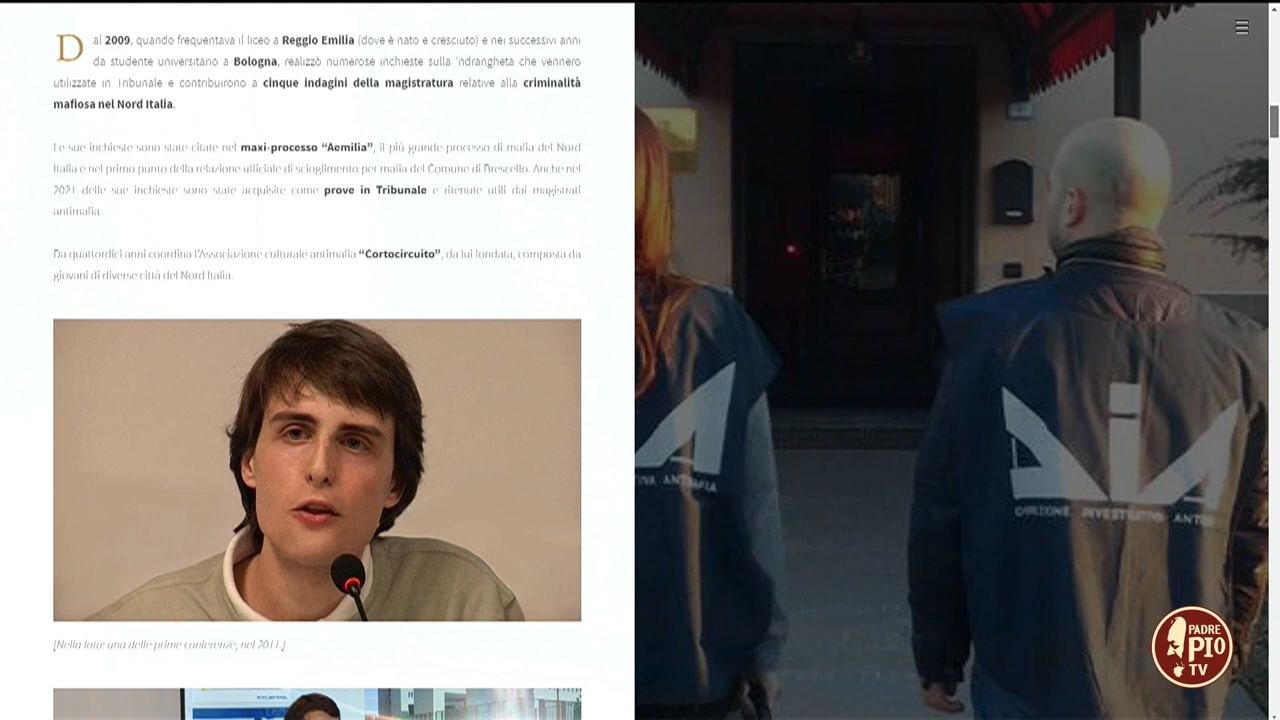 Dal 2009, quando frequentava il liceo a Reggio Emilia (dove è nato e cresciuto) e nei successivi anni
da studente universitario a Bologna, realizzò numerose inchieste sulla 'ndrangheta che vennero
utilizzate in Tribunale e contribuirono a cinque indagini della magistratura relative alla criminalità
mafiosa nel Nord Italia.
Le sue inchieste sono state citate nel maxi-processo “Aemilia”, il più grande processo di mafia del Nord
Italia e nel primo punto della relazione ufficiale di scioglimento per mafia del Comune di Brescello. Anche nel
2021 delle sue inchieste sono state acquisite come prove in Tribunale e ritenute utili dai magistrati
antimafia.
Da quattordici anni coordina l'Associazione culturale antimafia “Cortocircuito”, da lui fondata, composta da
giovani di diverse città del Nord Italia.
[Nella foto: una delle prime conferenze, nel 2011.]
TIVA ANTIMAFIA
DiA
DIREZIONE INVESTIGATIVA ANTIM
PADRE
PIO
TV